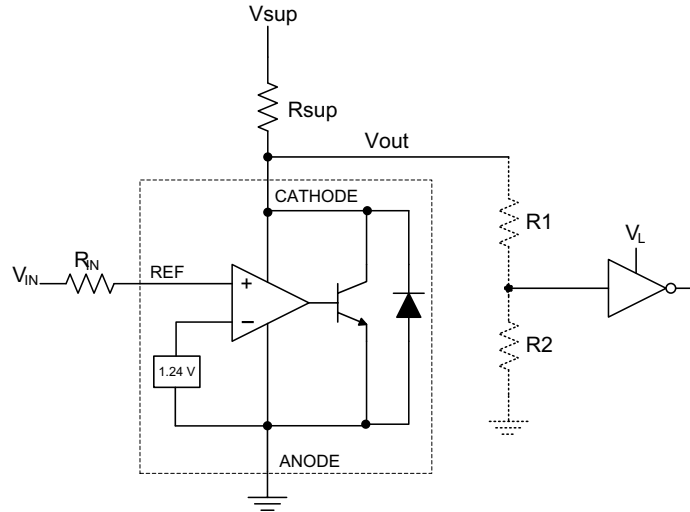 Vsup
Rsup
Vout
CATHODE
R1
RIN
VIN
REF
+
−
1.24 V
VL
R2
ANODE